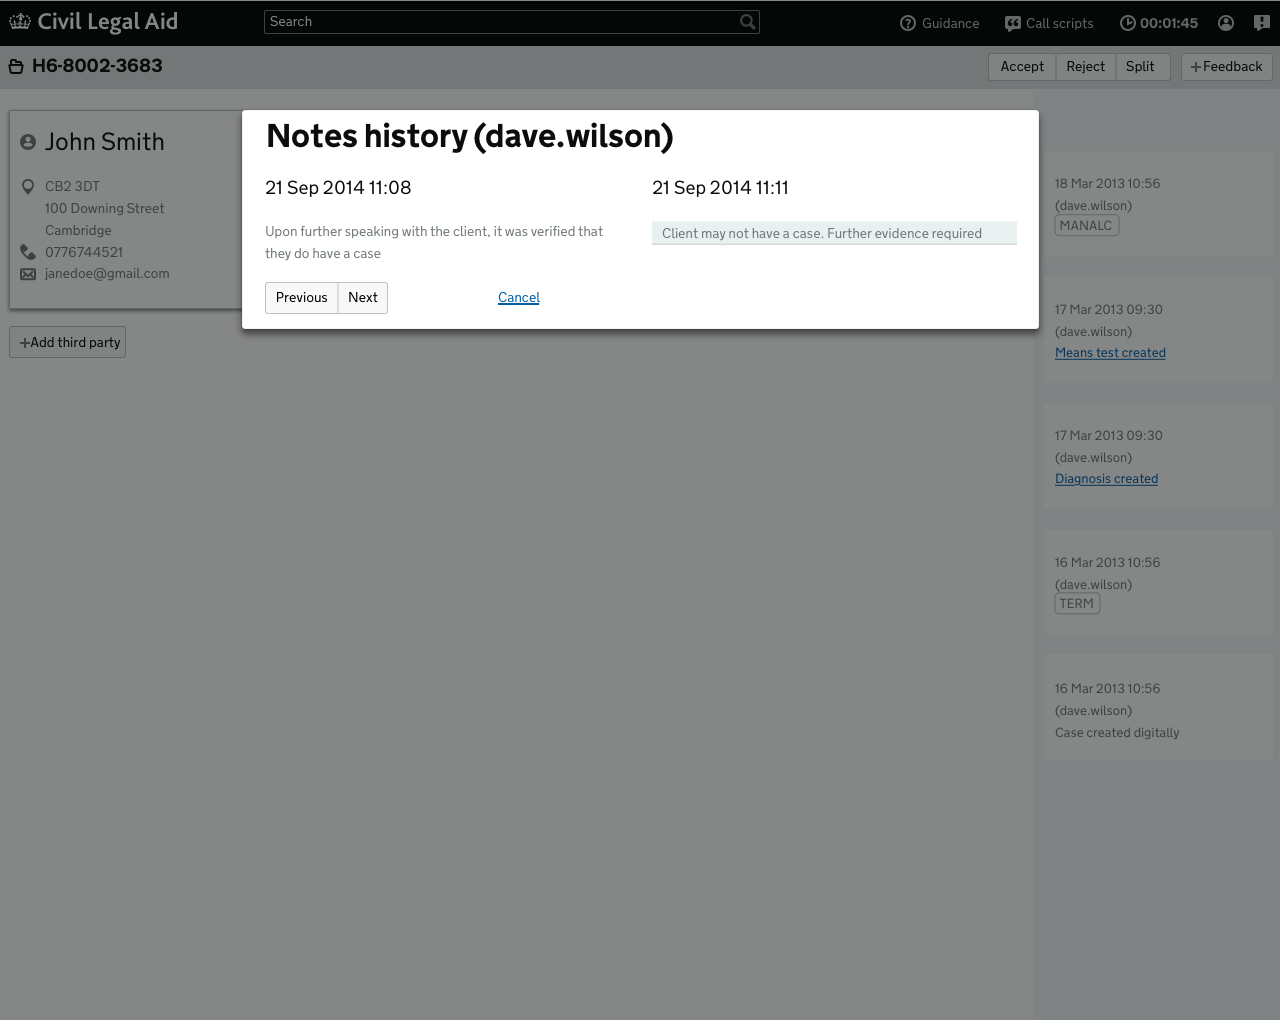 Civil Legal Aid
Search
Guidance
Call scripts
00:01:45
H6-8002-3683
Accept
Reject
Split
+Feedback
John Smith
CB2 3DT
100 Downing Street
Cambridge
0776744521
janedoe@gmail.com
+Add third party
Notes history (dave.wilson)
21 Sep 2014 11:08
Upon further speaking with the client, it was verified that
they do have a case
21 Sep 2014 11:11
Client may not have a case. Further evidence required
Previous
Next
Cancel
18 Mar 2013 10:56
(dave.wilson)
MANALC
17 Mar 2013 09:30
(dave.wilson)
Means test created
17 Mar 2013 09:30
(dave.wilson)
Diagnosis created
16 Mar 2013 10:56
(dave.wilson)
TERM
16 Mar 2013 10:56
(dave.wilson)
Case created digitally